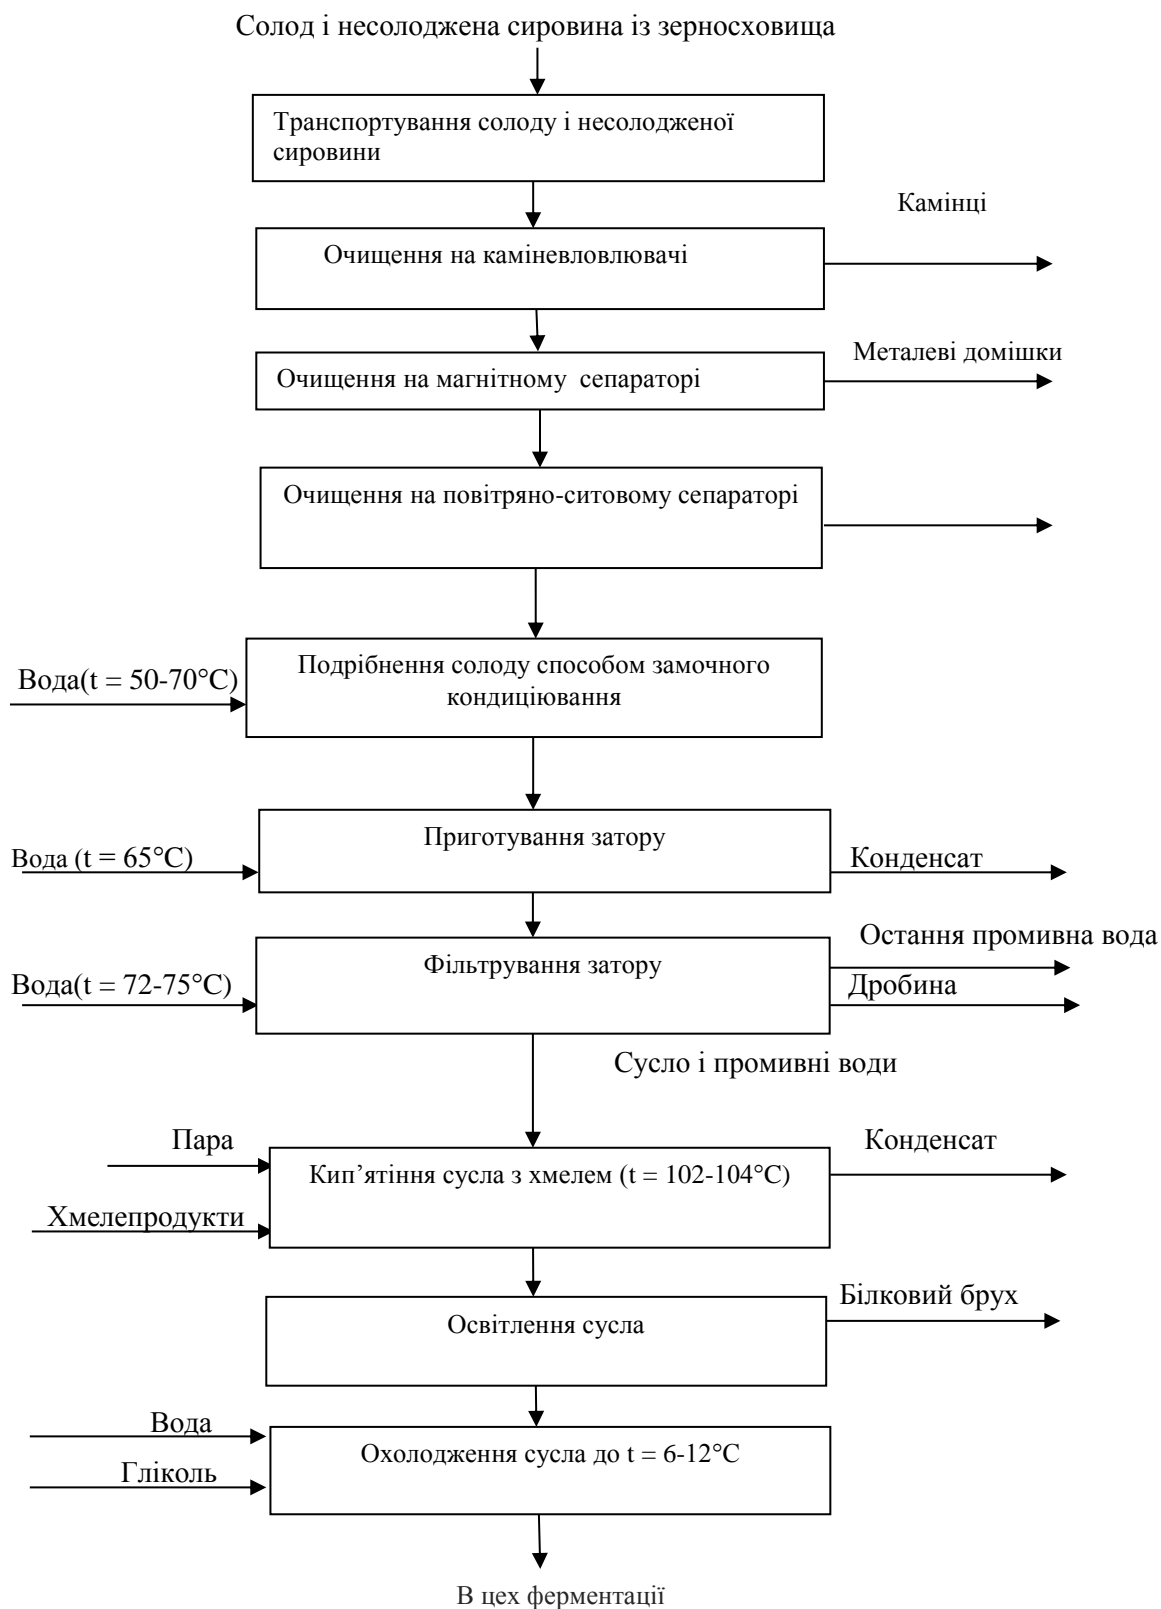 Солод і несолоджена сировина із зерносховища
Транспортування солоду і несолодженої
сировини
Камінці
Очищення на каміневловлювачі
Металеві домішки
Очищення на магнітному сепараторі
Очищення на повітряно-ситовому сепараторі
Подрібнення солоду способом замочного
кондиціювання
Вода(t = 50-70°C)
Приготування затору
Вода (t = 65°C)
Конденсат
Остання промивна вода
Фільтрування затору
Вода(t = 72-75°C)
Дробина
Сусло і промивні води
Пара
Конденсат
Кип’ятіння сусла з хмелем (t = 102-104°C)
Хмелепродукти
Білковий брух
Освітлення сусла
Вода
Охолодження сусла до t = 6-12°C
Гліколь
В цех ферментації